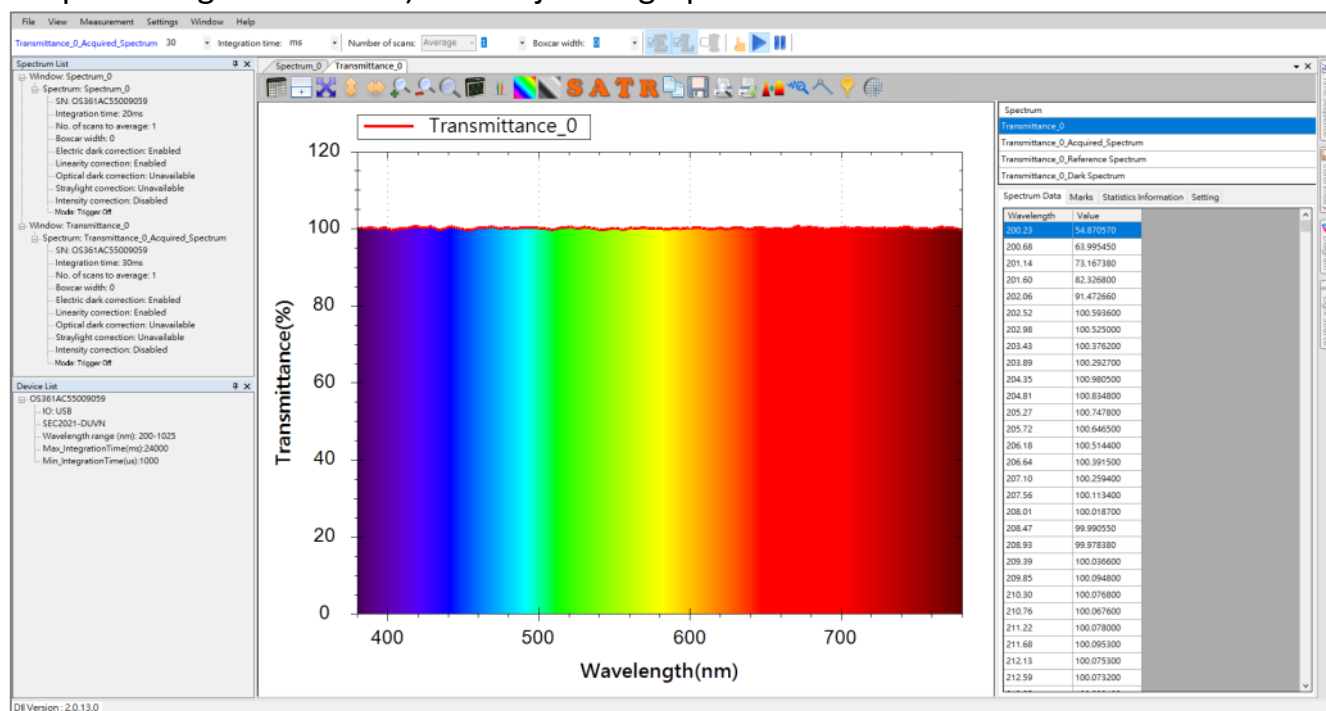 File View Measurement Settings Window Help
Transmittance_0_Acquired_Spectrum 30 Integration time: ms Number of scans: Average 1 Boxcar width: 0
Spectrum List
Window: Spectrum_0
Spectrum: Spectrum_0
SN: OS361AC55009059
Integration time: 20ms
No. of scans to average: 1
Boxcar width: 0
Electric dark correction: Enabled
Linearity correction: Enabled
Optical dark correction: Unavailable
Straylight correction: Unavailable
Intensity correction: Disabled
Mode: Trigger Off
Window: Transmittance_0
Spectrum: Transmittance_0_Acquired_Spectrum
SN: OS361AC55009059
Integration time: 30ms
No. of scans to average: 1
Boxcar width: 0
Electric dark correction: Enabled
Linearity correction: Enabled
Optical dark correction: Unavailable
Straylight correction: Unavailable
Intensity correction: Disabled
Mode: Trigger Off
Device List
OS361AC55009059
IO: USB
SEC2021-DUVN
Wavelength range (nm): 200-1025
Max_IntegrationTime(ms):24000
Min_IntegrationTime(us):1000
Spectrum_0 Transmittance_0
S A T R
Transmittance_0
120
100
80
60
40
20
0
Transmittance(%)
400 500 600 700
Wavelength(nm)
Spectrum
Transmittance_0
Transmittance_0_Acquired_Spectrum
Transmittance_0_Reference Spectrum
Transmittance_0_Dark Spectrum
Spectrum Data Marks Statistics Information Setting
Wavelength Value
200.23 54.870570
200.68 63.995450
201.14 73.167380
201.60 82.326800
202.06 91.472660
202.52 100.593600
202.98 100.525000
203.43 100.376200
203.89 100.292700
204.35 100.980500
204.81 100.834800
205.27 100.747800
205.72 100.646500
206.18 100.514400
206.64 100.391500
207.10 100.259400
207.56 100.113400
208.01 100.018700
208.47 99.990550
208.93 99.978380
209.39 100.036600
209.85 100.094800
210.30 100.076800
210.76 100.067600
211.22 100.078000
211.68 100.095300
212.13 100.075300
212.59 100.073200
Dll Version : 2.0.13.0